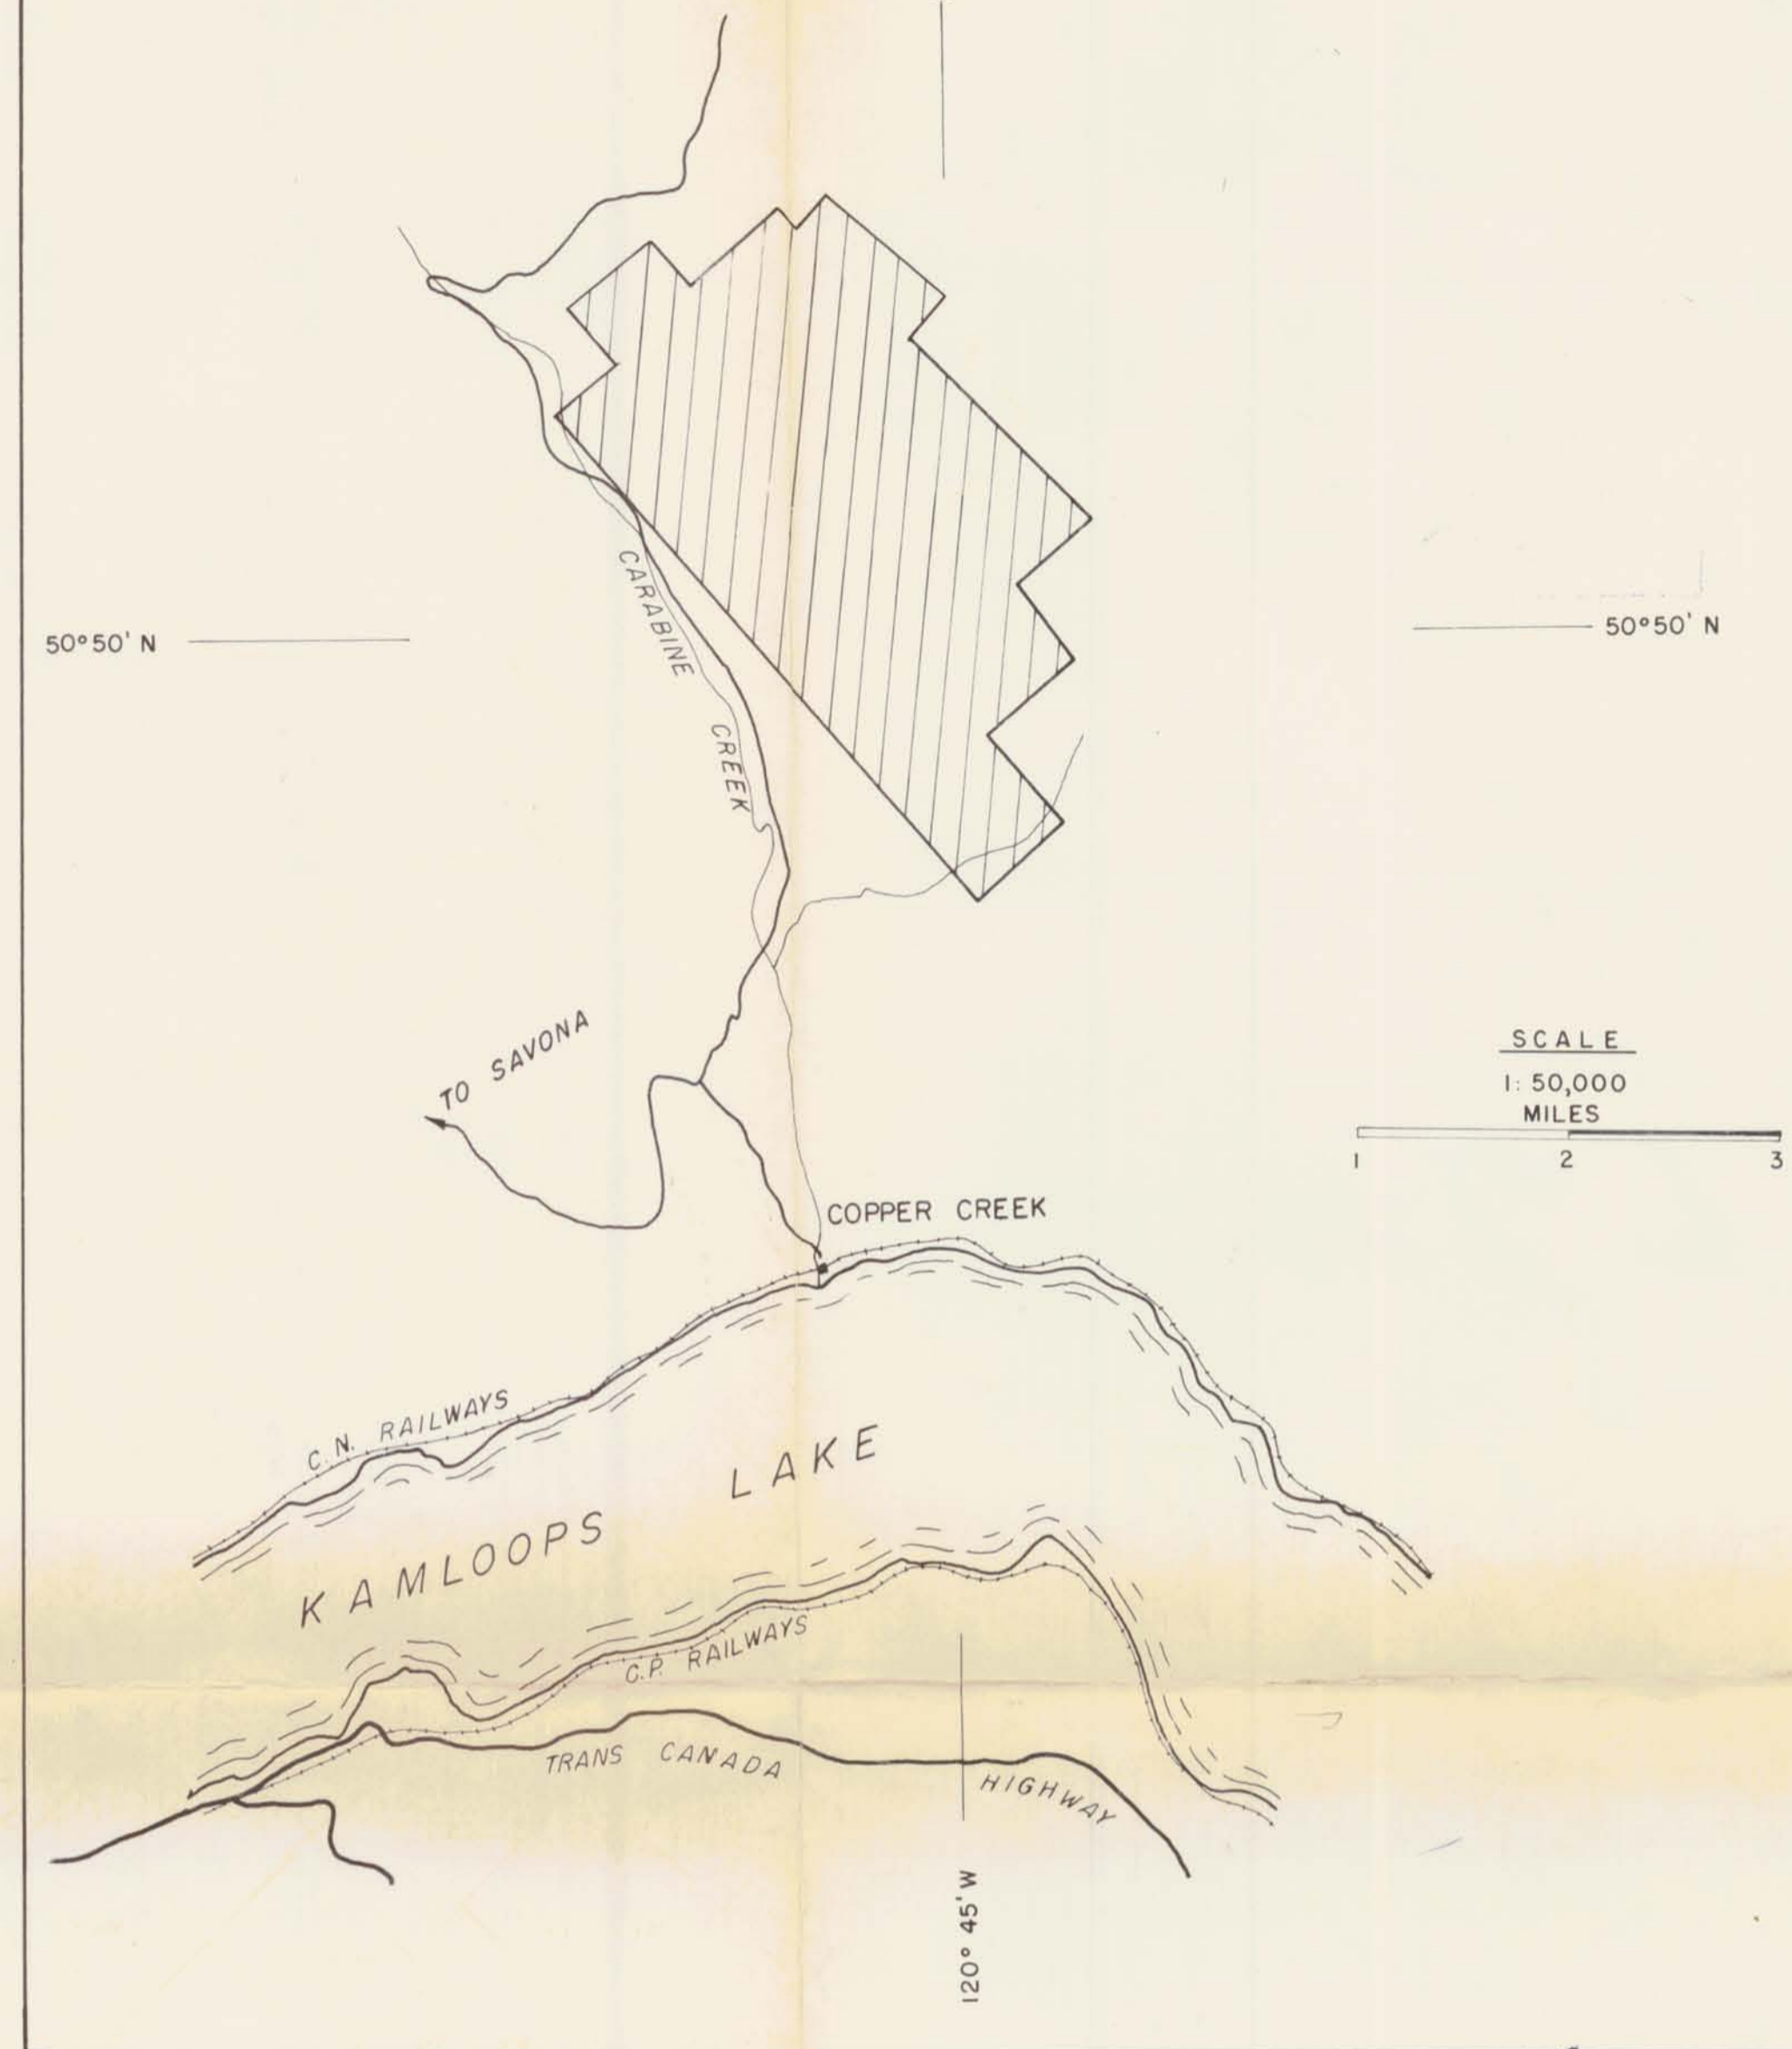 CARABINE
CREEK
50°50' N
50°50' N
TO SAVONA
SCALE
1: 50,000
MILES
1 2 3
COPPER CREEK
C.N. RAILWAYS
KAMLOOPS LAKE
C.P. RAILWAYS
TRANS CANADA HIGHWAY
120° 45' W